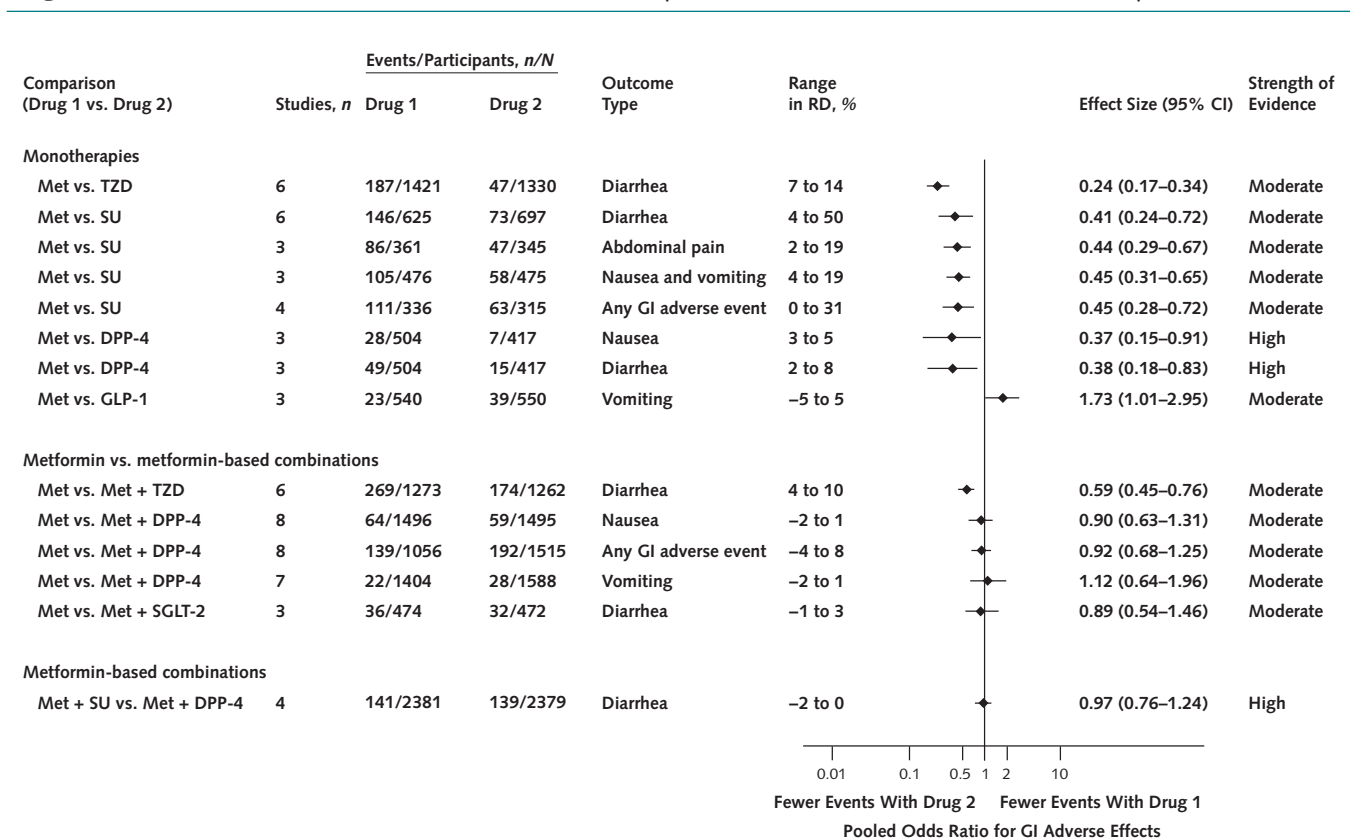 Events/Participants, n/N
Comparison (Drug 1 vs. Drug 2) Studies, n Drug 1 Drug 2 Outcome Type Range in RD, % Effect Size (95% CI) Strength of Evidence
Monotherapies
Met vs. TZD 6 187/1421 47/1330 Diarrhea 7 to 14 0.24 (0.17–0.34) Moderate
Met vs. SU 6 146/625 73/697 Diarrhea 4 to 50 0.41 (0.24–0.72) Moderate
Met vs. SU 3 86/361 47/345 Abdominal pain 2 to 19 0.44 (0.29–0.67) Moderate
Met vs. SU 3 105/476 58/475 Nausea and vomiting 4 to 19 0.45 (0.31–0.65) Moderate
Met vs. SU 4 111/336 63/315 Any GI adverse event 0 to 31 0.45 (0.28–0.72) Moderate
Met vs. DPP-4 3 28/504 7/417 Nausea 3 to 5 0.37 (0.15–0.91) High
Met vs. DPP-4 3 49/504 15/417 Diarrhea 2 to 8 0.38 (0.18–0.83) High
Met vs. GLP-1 3 23/540 39/550 Vomiting –5 to 5 1.73 (1.01–2.95) Moderate
Metformin vs. metformin-based combinations
Met vs. Met + TZD 6 269/1273 174/1262 Diarrhea 4 to 10 0.59 (0.45–0.76) Moderate
Met vs. Met + DPP-4 8 64/1496 59/1495 Nausea –2 to 1 0.90 (0.63–1.31) Moderate
Met vs. Met + DPP-4 8 139/1056 192/1515 Any GI adverse event –4 to 8 0.92 (0.68–1.25) Moderate
Met vs. Met + DPP-4 7 22/1404 28/1588 Vomiting –2 to 1 1.12 (0.64–1.96) Moderate
Met vs. Met + SGLT-2 3 36/474 32/472 Diarrhea –1 to 3 0.89 (0.54–1.46) Moderate
Metformin-based combinations
Met + SU vs. Met + DPP-4 4 141/2381 139/2379 Diarrhea –2 to 0 0.97 (0.76–1.24) High
0.01 0.1 0.5 1 2 10
Fewer Events With Drug 2 Fewer Events With Drug 1
Pooled Odds Ratio for GI Adverse Effects